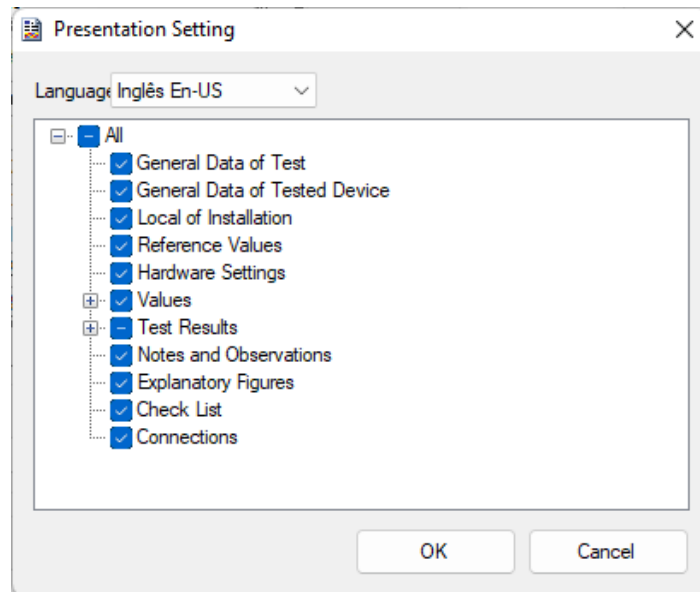 Presentation Setting
Language Inglês En-US
All
General Data of Test
General Data of Tested Device
Local of Installation
Reference Values
Hardware Settings
Values
Test Results
Notes and Observations
Explanatory Figures
Check List
Connections
OK Cancel